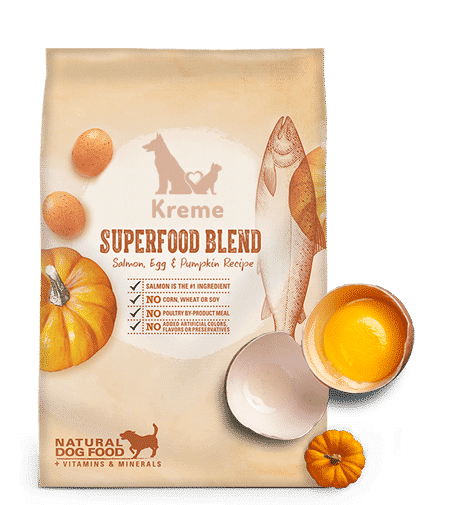 Kreme
SUPERFOOD BLEND
Salmon, Egg & Pumpkin Recipe
SALMON IS THE #1 INGREDIENT
NO CORN, WHEAT OR SOY
NO POULTRY BY-PRODUCT MEAL
NO ADDED ARTIFICIAL COLORS,
FLAVORS OR PRESERVATIVES
NATURAL
DOG FOOD
+ VITAMINS & MINERALS